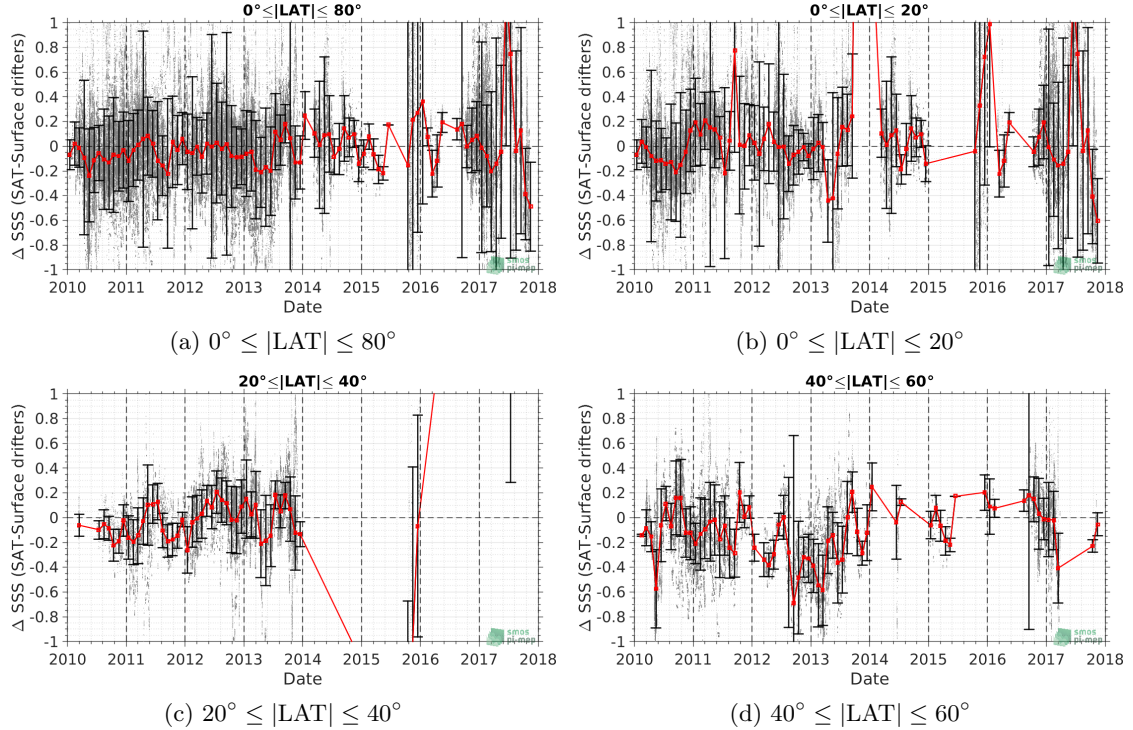 0°≤|LAT|≤ 80°
Δ SSS (SAT-Surface drifters)
1
0.8
0.6
0.4
0.2
0
-0.2
-0.4
-0.6
-0.8
-1
smos
pi-mep
2010 2011 2012 2013 2014 2015 2016 2017 2018
Date
(a) 0° ≤ |LAT| ≤ 80°
0°≤|LAT|≤ 20°
Δ SSS (SAT-Surface drifters)
1
0.8
0.6
0.4
0.2
0
-0.2
-0.4
-0.6
-0.8
-1
smos
pi-mep
2010 2011 2012 2013 2014 2015 2016 2017 2018
Date
(b) 0° ≤ |LAT| ≤ 20°
20°≤|LAT|≤ 40°
Δ SSS (SAT-Surface drifters)
1
0.8
0.6
0.4
0.2
0
-0.2
-0.4
-0.6
-0.8
-1
smos
pi-mep
2010 2011 2012 2013 2014 2015 2016 2017 2018
Date
(c) 20° ≤ |LAT| ≤ 40°
40°≤|LAT|≤ 60°
Δ SSS (SAT-Surface drifters)
1
0.8
0.6
0.4
0.2
0
-0.2
-0.4
-0.6
-0.8
-1
smos
pi-mep
2010 2011 2012 2013 2014 2015 2016 2017 2018
Date
(d) 40° ≤ |LAT| ≤ 60°